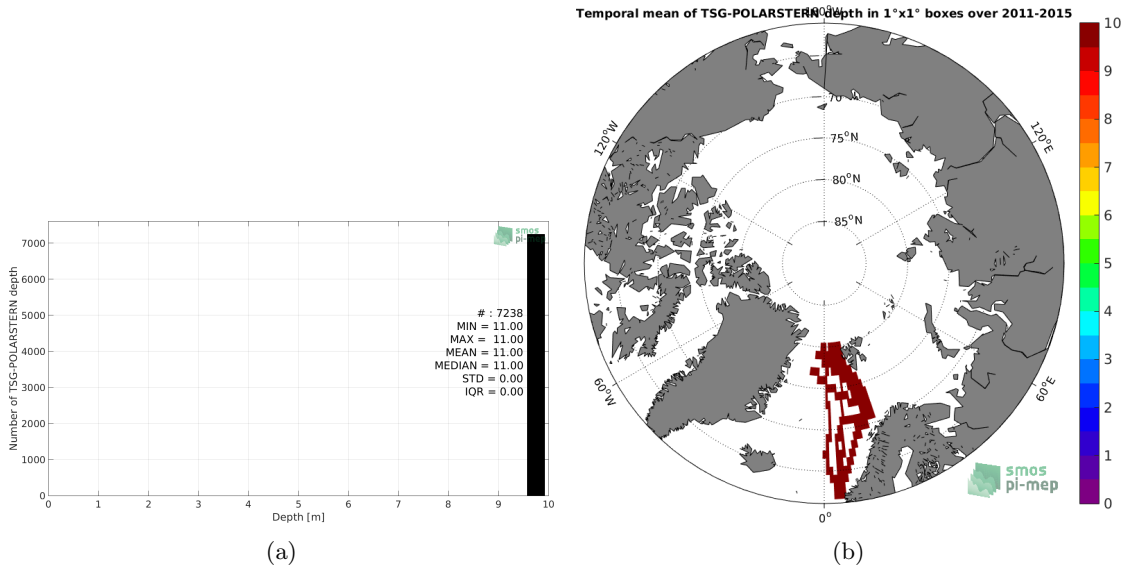 Number of TSG-POLARSTERN depth
7000
6000
5000
4000
3000
2000
1000
0
0 1 2 3 4 5 6 7 8 9 10
Depth [m]
smos
pi-mep
# : 7238
MIN = 11.00
MAX = 11.00
MEAN = 11.00
MEDIAN = 11.00
STD = 0.00
IQR = 0.00
(a)
Temporal mean of TSG-POLARSTERN depth in 1°x1° boxes over 2011-2015
180°W
120°W
120°E
60°W
60°E
0°
70
75°N
80°N
85°N
smos
pi-mep
10
9
8
7
6
5
4
3
2
1
0
(b)